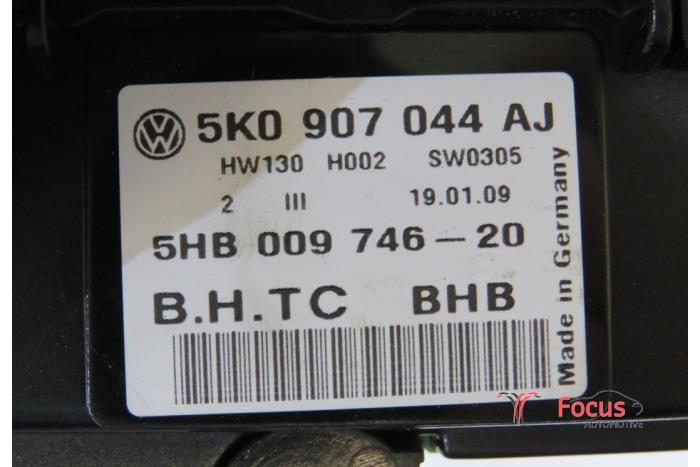 5K0 907 044 AJ
HW130 H002 SW0305
2 III 19.01.09
5HB 009 746-20
B.H.TC BHB
Made in Germany
Focus
AUTOMOTIVE